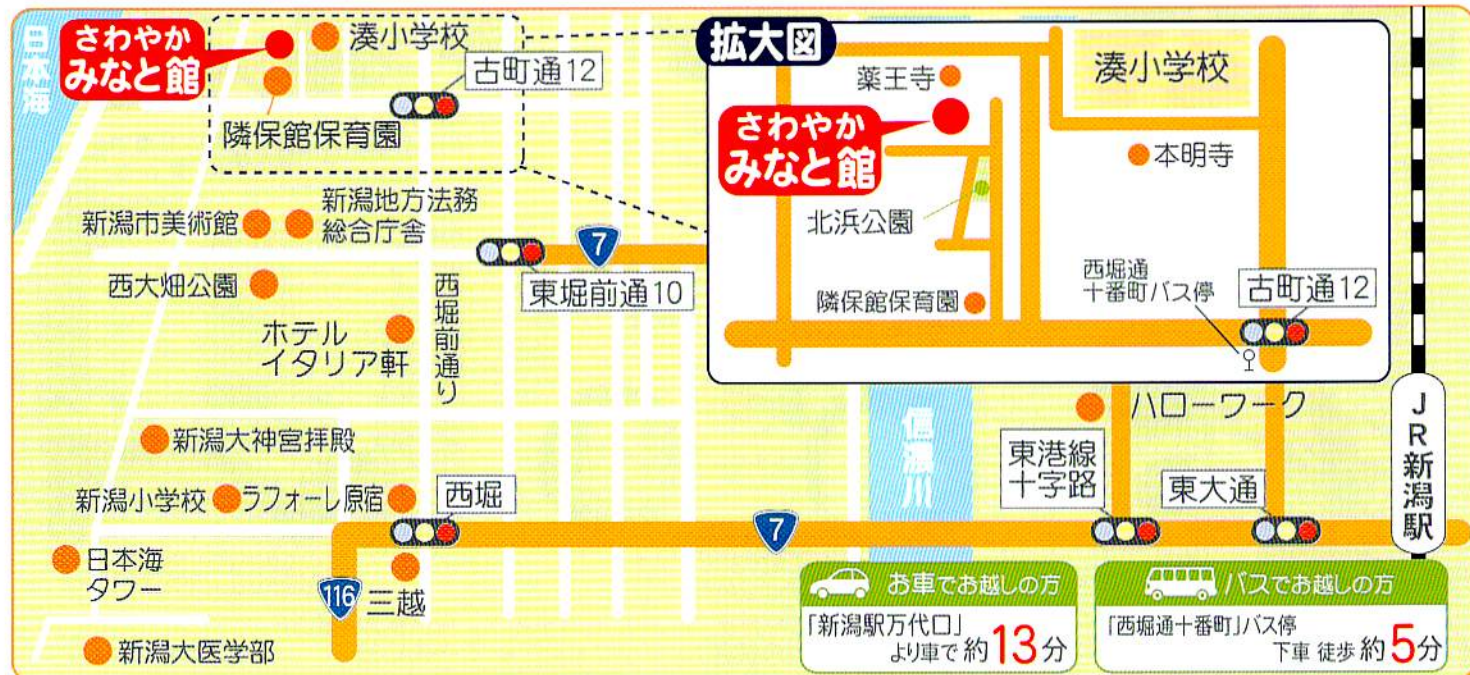 日本海
さわやか
みなと館
湊小学校
古町通12
隣保館保育園
新潟市美術館
新潟地方法務
総合庁舎
7
東堀前通10
西大畑公園
西堀前通り
ホテル
イタリア軒
新潟大神宮拝殿
新潟小学校
ラフォーレ原宿
西堀
日本海
タワー
116
三越
新潟大医学部
7
信濃川
拡大図
薬王寺
さわやか
みなと館
湊小学校
本明寺
北浜公園
西堀通
十番町バス停
古町通12
隣保館保育園
ハローワーク
東港線
十字路
東大通
JR新潟駅
お車でお越しの方
「新潟駅万代口」
より車で 約13分
バスでお越しの方
「西堀通十番町」バス停
下車 徒歩 約5分